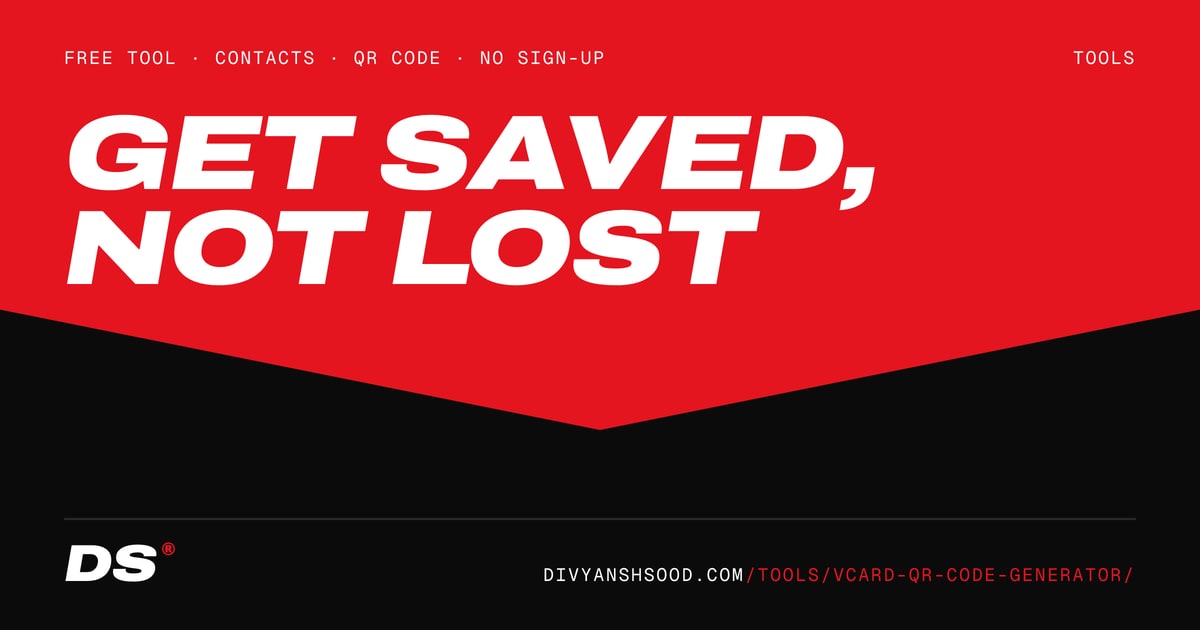 FREE TOOL · CONTACTS · QR CODE · NO SIGN-UP
TOOLS
GET SAVED,
NOT LOST
DS®
DIVYANSHSOOD.COM/TOOLS/VCARD-QR-CODE-GENERATOR/